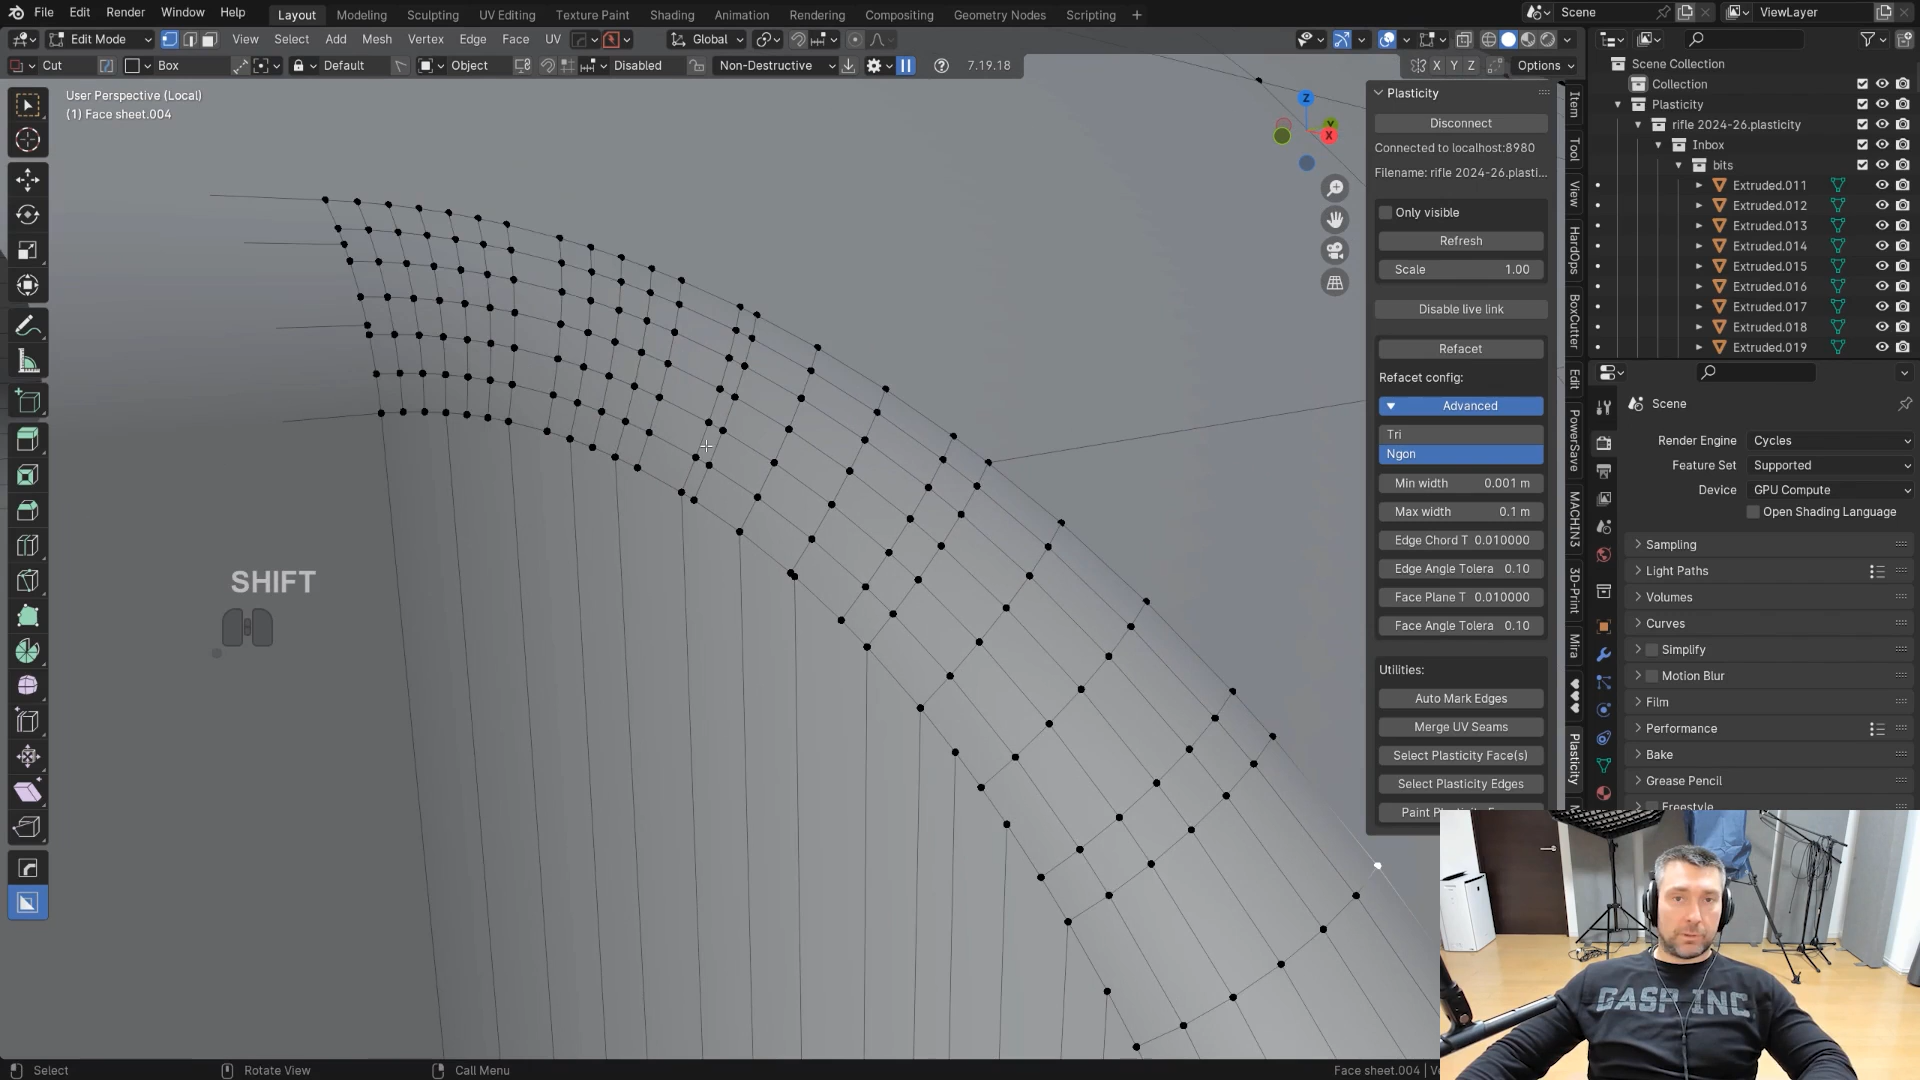 File Edit Render Window Help Layout Modeling Sculpting UV Editing Texture Paint Shading Animation Rendering Compositing Geometry Nodes Scripting + Scene ViewLayer
Edit Mode View Select Add Mesh Vertex Edge Face UV Global
Cut Box Default Object Disabled Non-Destructive 7.19.18 X Y Z Options
User Perspective (Local)
(1) Face sheet.004
SHIFT
Z
Y
X
Plasticity
Disconnect
Connected to localhost:8980
Filename: rifle 2024-26.plasti...
Only visible
Refresh
Scale 1.00
Disable live link
Refacet
Refacet config:
Advanced
Tri
Ngon
Min width 0.001 m
Max width 0.1 m
Edge Chord T 0.010000
Edge Angle Tolera 0.10
Face Plane T 0.010000
Face Angle Tolera 0.10
Utilities:
Auto Mark Edges
Merge UV Seams
Select Plasticity Face(s)
Select Plasticity Edges
Item
Tool
View
HardOps
BoxCutter
Edit
PowerSave
MACHIN3
3D-Print
Mira
Plasticity
Scene Collection
Collection
Plasticity
rifle 2024-26.plasticity
Inbox
bits
Extruded.011
Extruded.012
Extruded.013
Extruded.014
Extruded.015
Extruded.016
Extruded.017
Extruded.018
Extruded.019
Scene
Render Engine Cycles
Feature Set Supported
Device GPU Compute
Open Shading Language
Sampling
Light Paths
Volumes
Curves
Simplify
Motion Blur
Film
Performance
Bake
Grease Pencil
Freestyle
GASP INC.
Select Rotate View Call Menu Face sheet.004 |